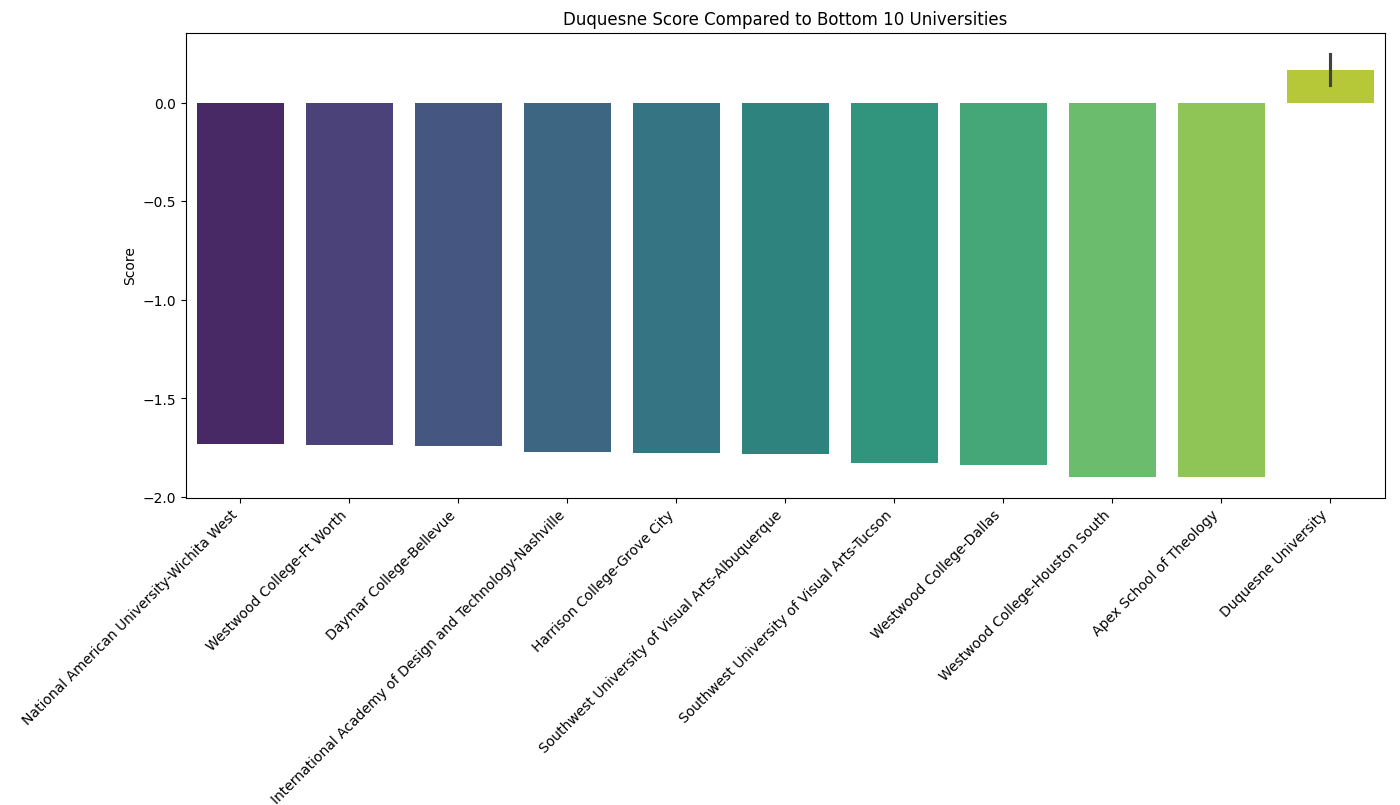 Duquesne Score Compared to Bottom 10 Universities
Score
0.0
−0.5
−1.0
−1.5
−2.0
National American University-Wichita West
Westwood College-Ft Worth
Daymar College-Bellevue
International Academy of Design and Technology-Nashville
Harrison College-Grove City
Southwest University of Visual Arts-Albuquerque
Southwest University of Visual Arts-Tucson
Westwood College-Dallas
Westwood College-Houston South
Apex School of Theology
Duquesne University